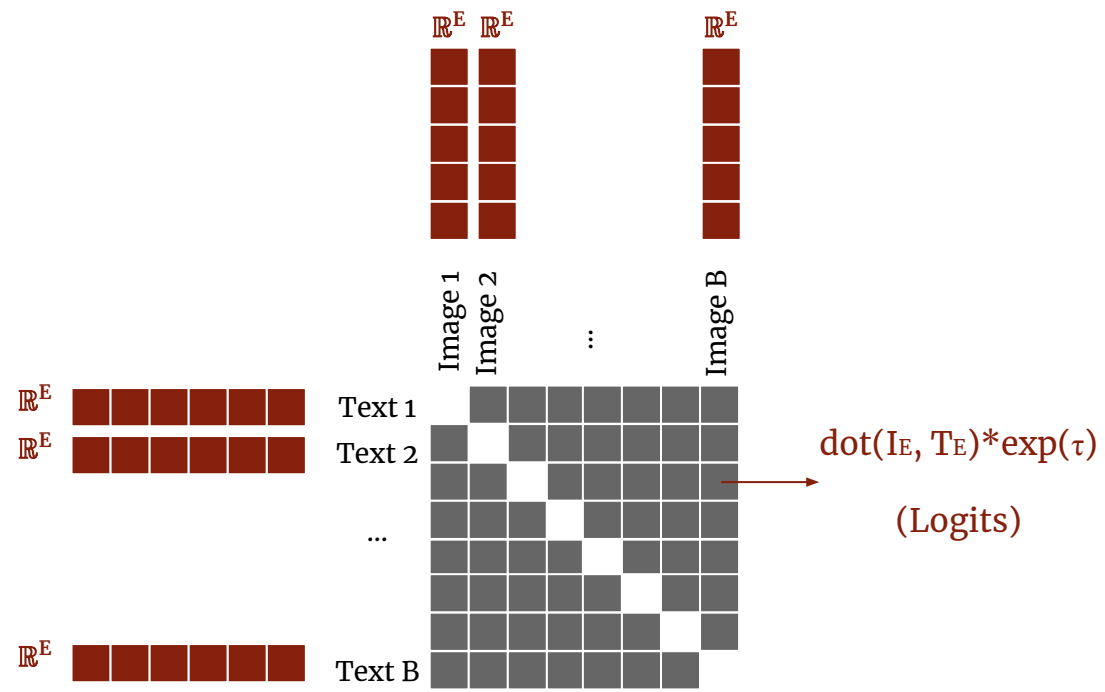 ℝᴱ ℝᴱ ℝᴱ
Image 1
Image 2
...
Image B
ℝᴱ
Text 1
ℝᴱ
Text 2
...
ℝᴱ
Text B
dot(Iᴇ, Tᴇ)*exp(τ)
(Logits)